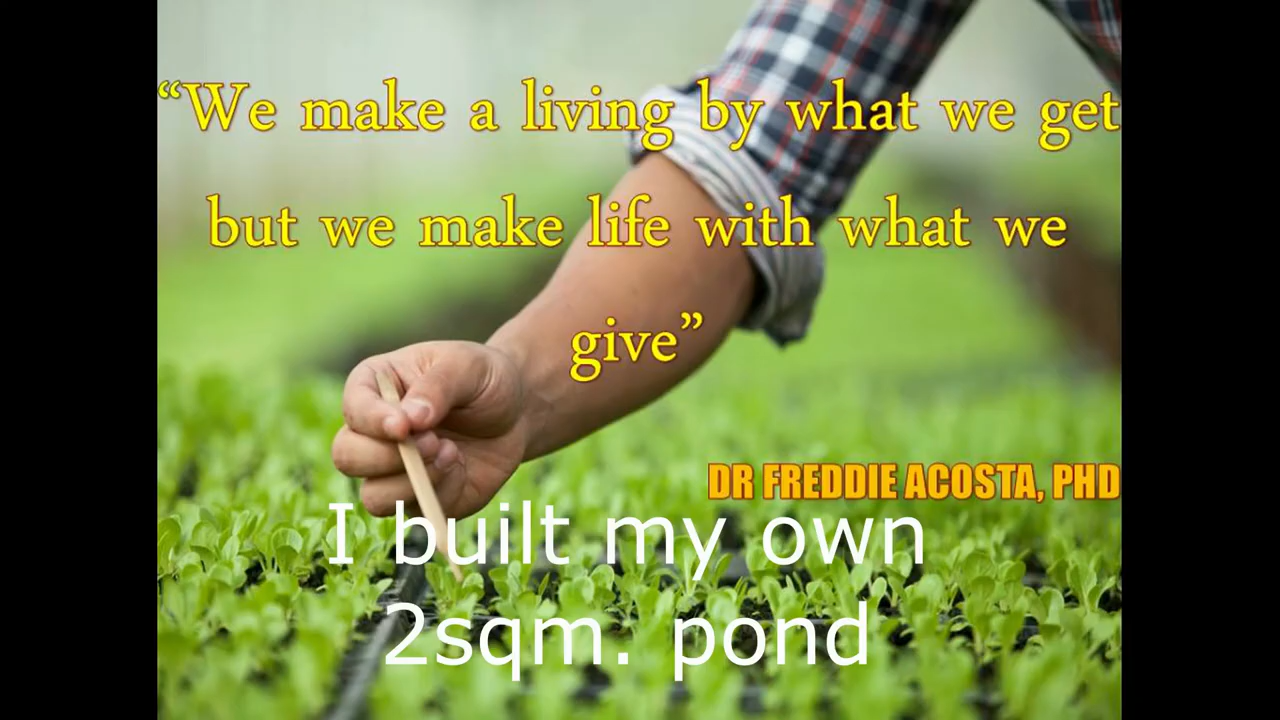 “We make a living by what we get
but we make life with what we
give”
DR FREDDIE ACOSTA, PHD
I built my own
2sqm. pond